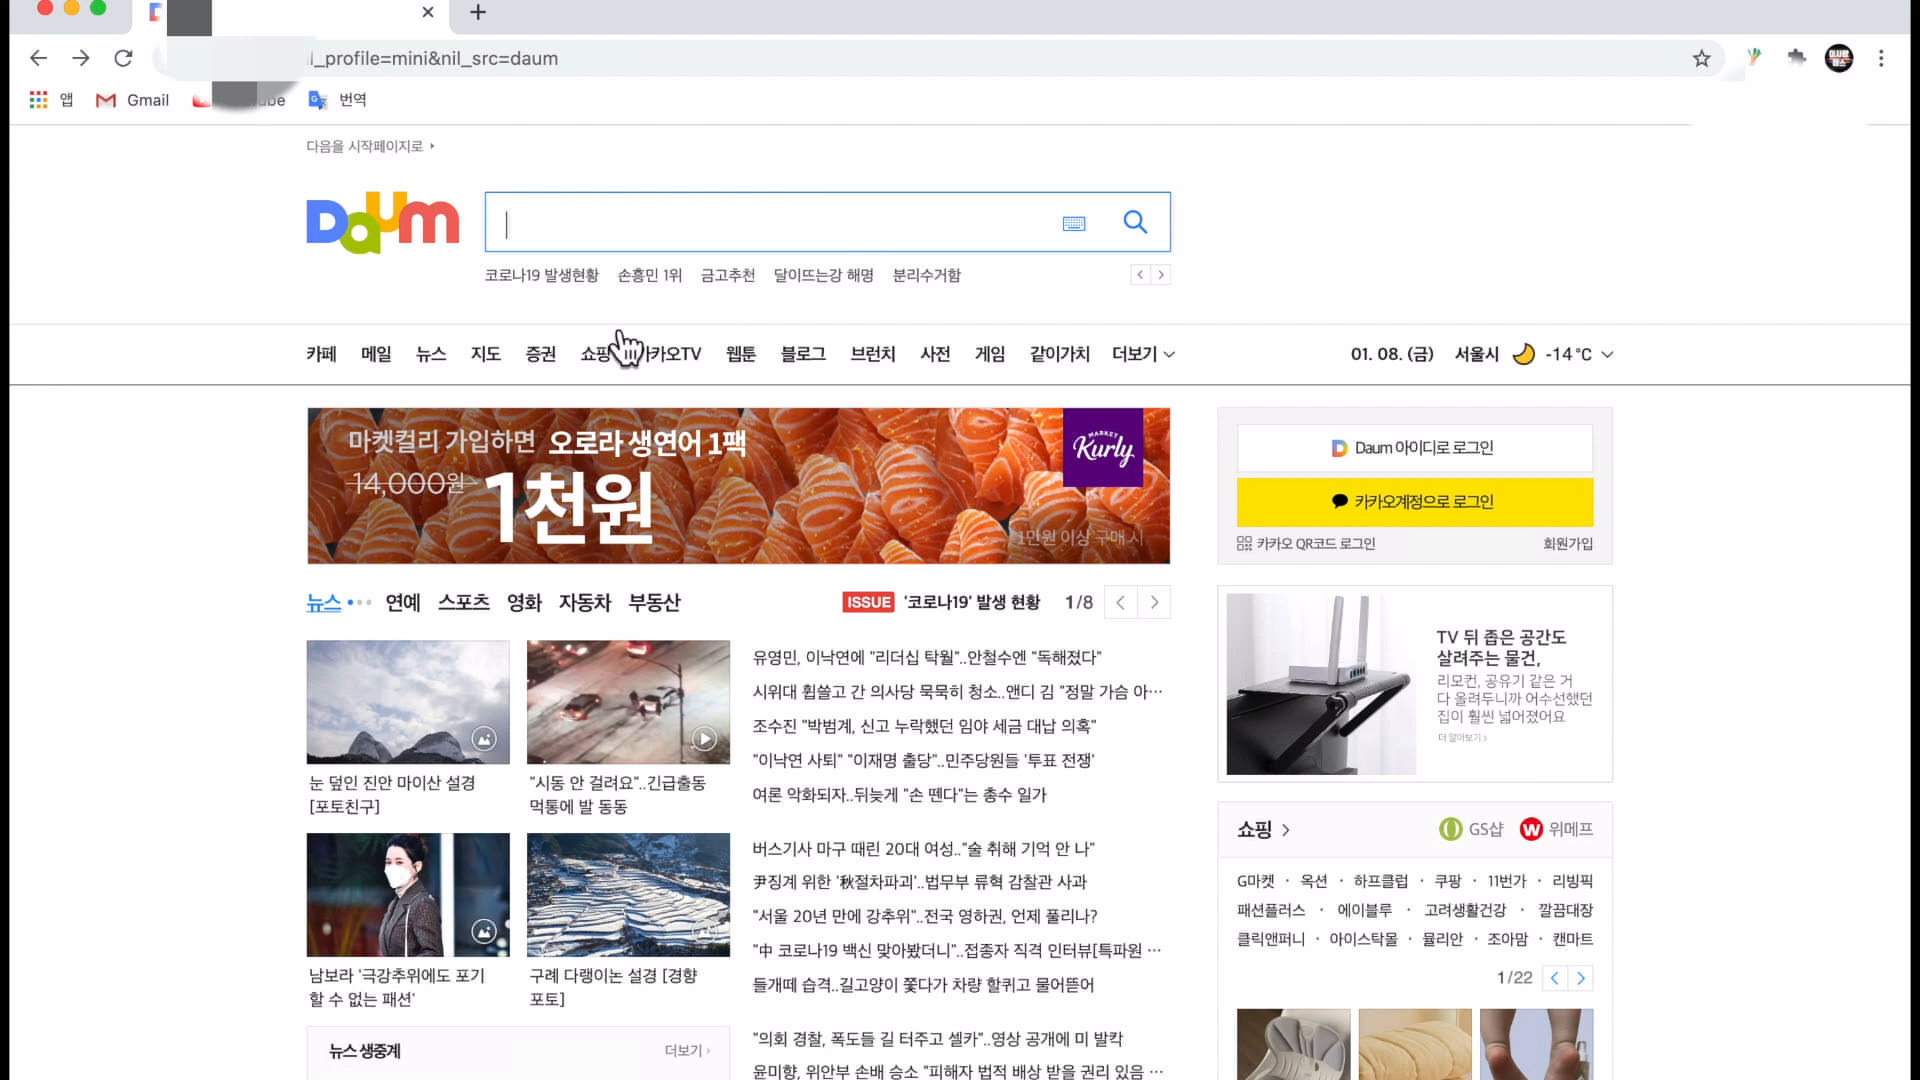 l_profile=mini&nil_src=daum
앱 Gmail 번역
다음을 시작페이지로
Daum
코로나19 발생현황 손흥민 1위 금고추천 달이뜨는강 해명 분리수거함
카페 메일 뉴스 지도 증권 쇼핑 카카오TV 웹툰 블로그 브런치 사전 게임 같이가치 더보기
01. 08. (금) 서울시 -14°C
마켓컬리 가입하면 오로라 생연어 1팩
14,000원 1천원
1만원 이상 구매 시
MARKET
Kurly
Daum 아이디로 로그인
카카오계정으로 로그인
카카오 QR코드 로그인 회원가입
뉴스 연예 스포츠 영화 자동차 부동산
ISSUE '코로나19' 발생 현황 1/8
눈 덮인 진안 마이산 설경
[포토친구]
"시동 안 걸려요"..긴급출동
먹통에 발 동동
남보라 '극강추위에도 포기
할 수 없는 패션'
구례 다랭이논 설경 [경향
포토]
뉴스 생중계 더보기
유영민, 이낙연에 "리더십 탁월"..안철수엔 "독해졌다"
시위대 휩쓸고 간 의사당 묵묵히 청소..앤디 김 "정말 가슴 아…
조수진 "박범계, 신고 누락했던 임야 세금 대납 의혹"
"이낙연 사퇴" "이재명 출당"..민주당원들 '투표 전쟁'
여론 악화되자..뒤늦게 "손 뗀다"는 총수 일가
버스기사 마구 때린 20대 여성.."술 취해 기억 안 나"
尹징계 위한 '秋절차파괴'..법무부 류혁 감찰관 사과
"서울 20년 만에 강추위"..전국 영하권, 언제 풀리나?
"中 코로나19 백신 맞아봤더니"..접종자 직격 인터뷰[특파원 …
들개떼 습격..길고양이 쫓다가 차량 할퀴고 물어뜯어
"의회 경찰, 폭도들 길 터주고 셀카"..영상 공개에 미 발칵
윤미향, 위안부 손배 승소 "피해자 법적 배상 받을 권리 있음 …
TV 뒤 좁은 공간도
살려주는 물건,
리모컨, 공유기 같은 거
다 올려두니까 어수선했던
집이 훨씬 넓어졌어요
더 알아보기
쇼핑 GS샵 위메프
G마켓 · 옥션 · 하프클럽 · 쿠팡 · 11번가 · 리빙픽
패션플러스 · 에이블루 · 고려생활건강 · 깔끔대장
클릭앤퍼니 · 아이스탁몰 · 뮬리안 · 조아맘 · 캔마트
1/22